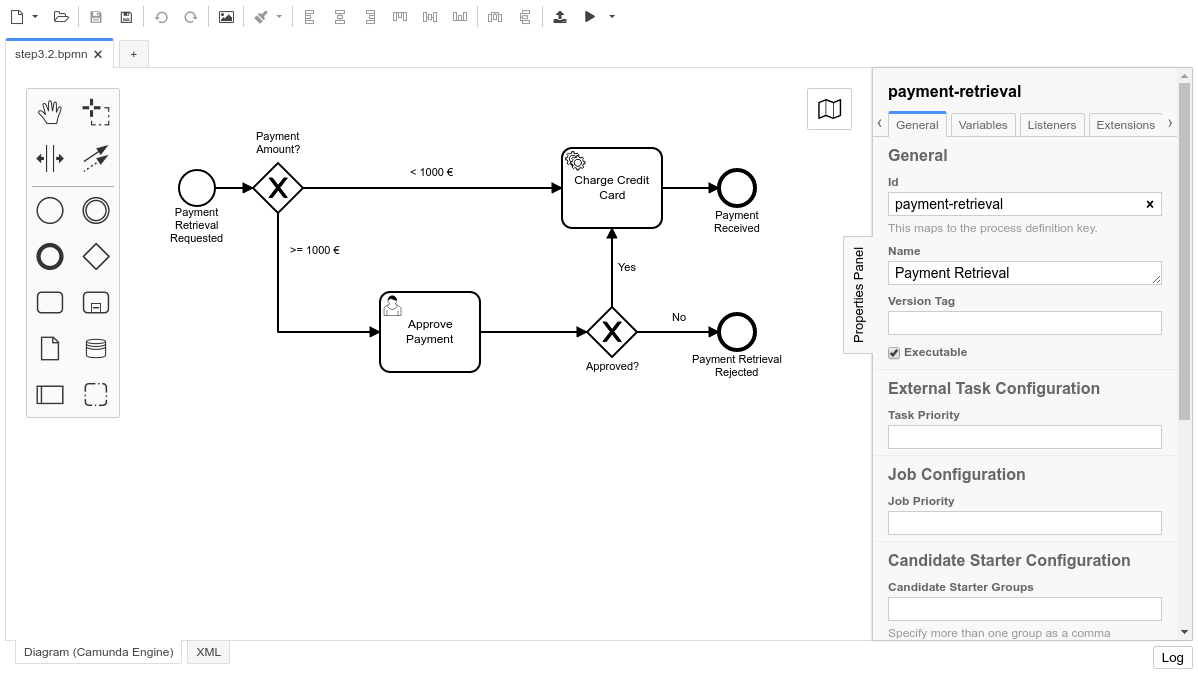 step3.2.bpmn
+
Payment
Amount?
< 1000 €
Charge Credit
Card
Payment
Retrieval
Requested
Payment
Received
>= 1000 €
Yes
Approve
Payment
No
Approved?
Payment Retrieval
Rejected
Properties Panel
payment-retrieval
General
Variables
Listeners
Extensions
General
Id
payment-retrieval
This maps to the process definition key.
Name
Payment Retrieval
Version Tag
Executable
External Task Configuration
Task Priority
Job Configuration
Job Priority
Candidate Starter Configuration
Candidate Starter Groups
Specify more than one group as a comma
Diagram (Camunda Engine)
XML
Log